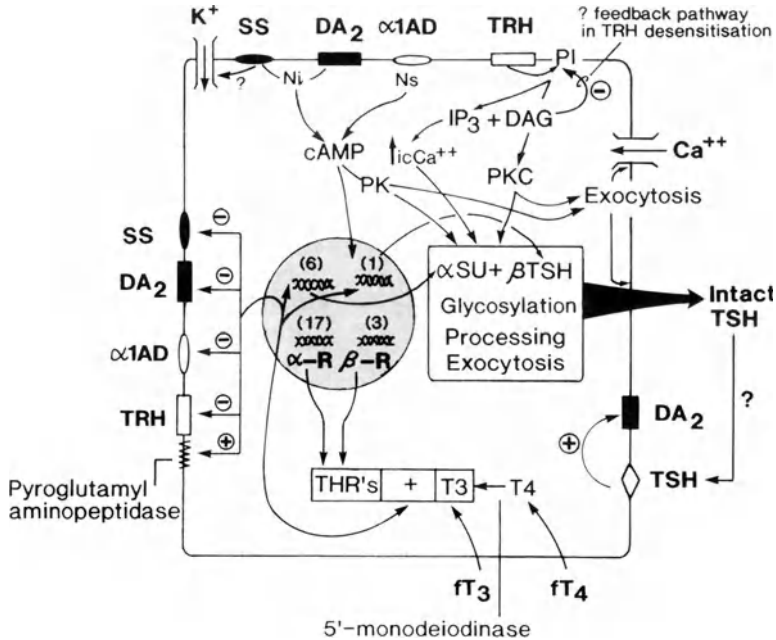 ? feedback pathway
in TRH desensitisation
K+ SS DA2 α1AD TRH PI
? Ni Ns
IP3 + DAG
cAMP icCa++
PK PKC Exocytosis Ca++
SS
DA2
α1AD
TRH
Pyroglutamyl
aminopeptidase
(6) (1)
(17) (3)
α-R β-R
αSU + βTSH
Glycosylation
Processing
Exocytosis
Intact
TSH
?
DA2
TSH
THR's + T3 T4
fT3 fT4
5'-monodeiodinase